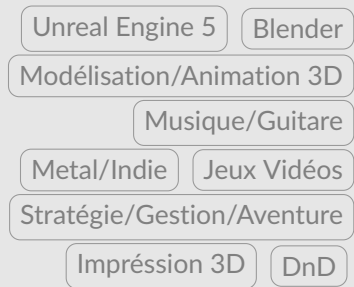 Unreal Engine 5 Blender
Modélisation/Animation 3D
Musique/Guitare
Metal/Indie Jeux Vidéos
Stratégie/Gestion/Aventure
Impréssion 3D DnD